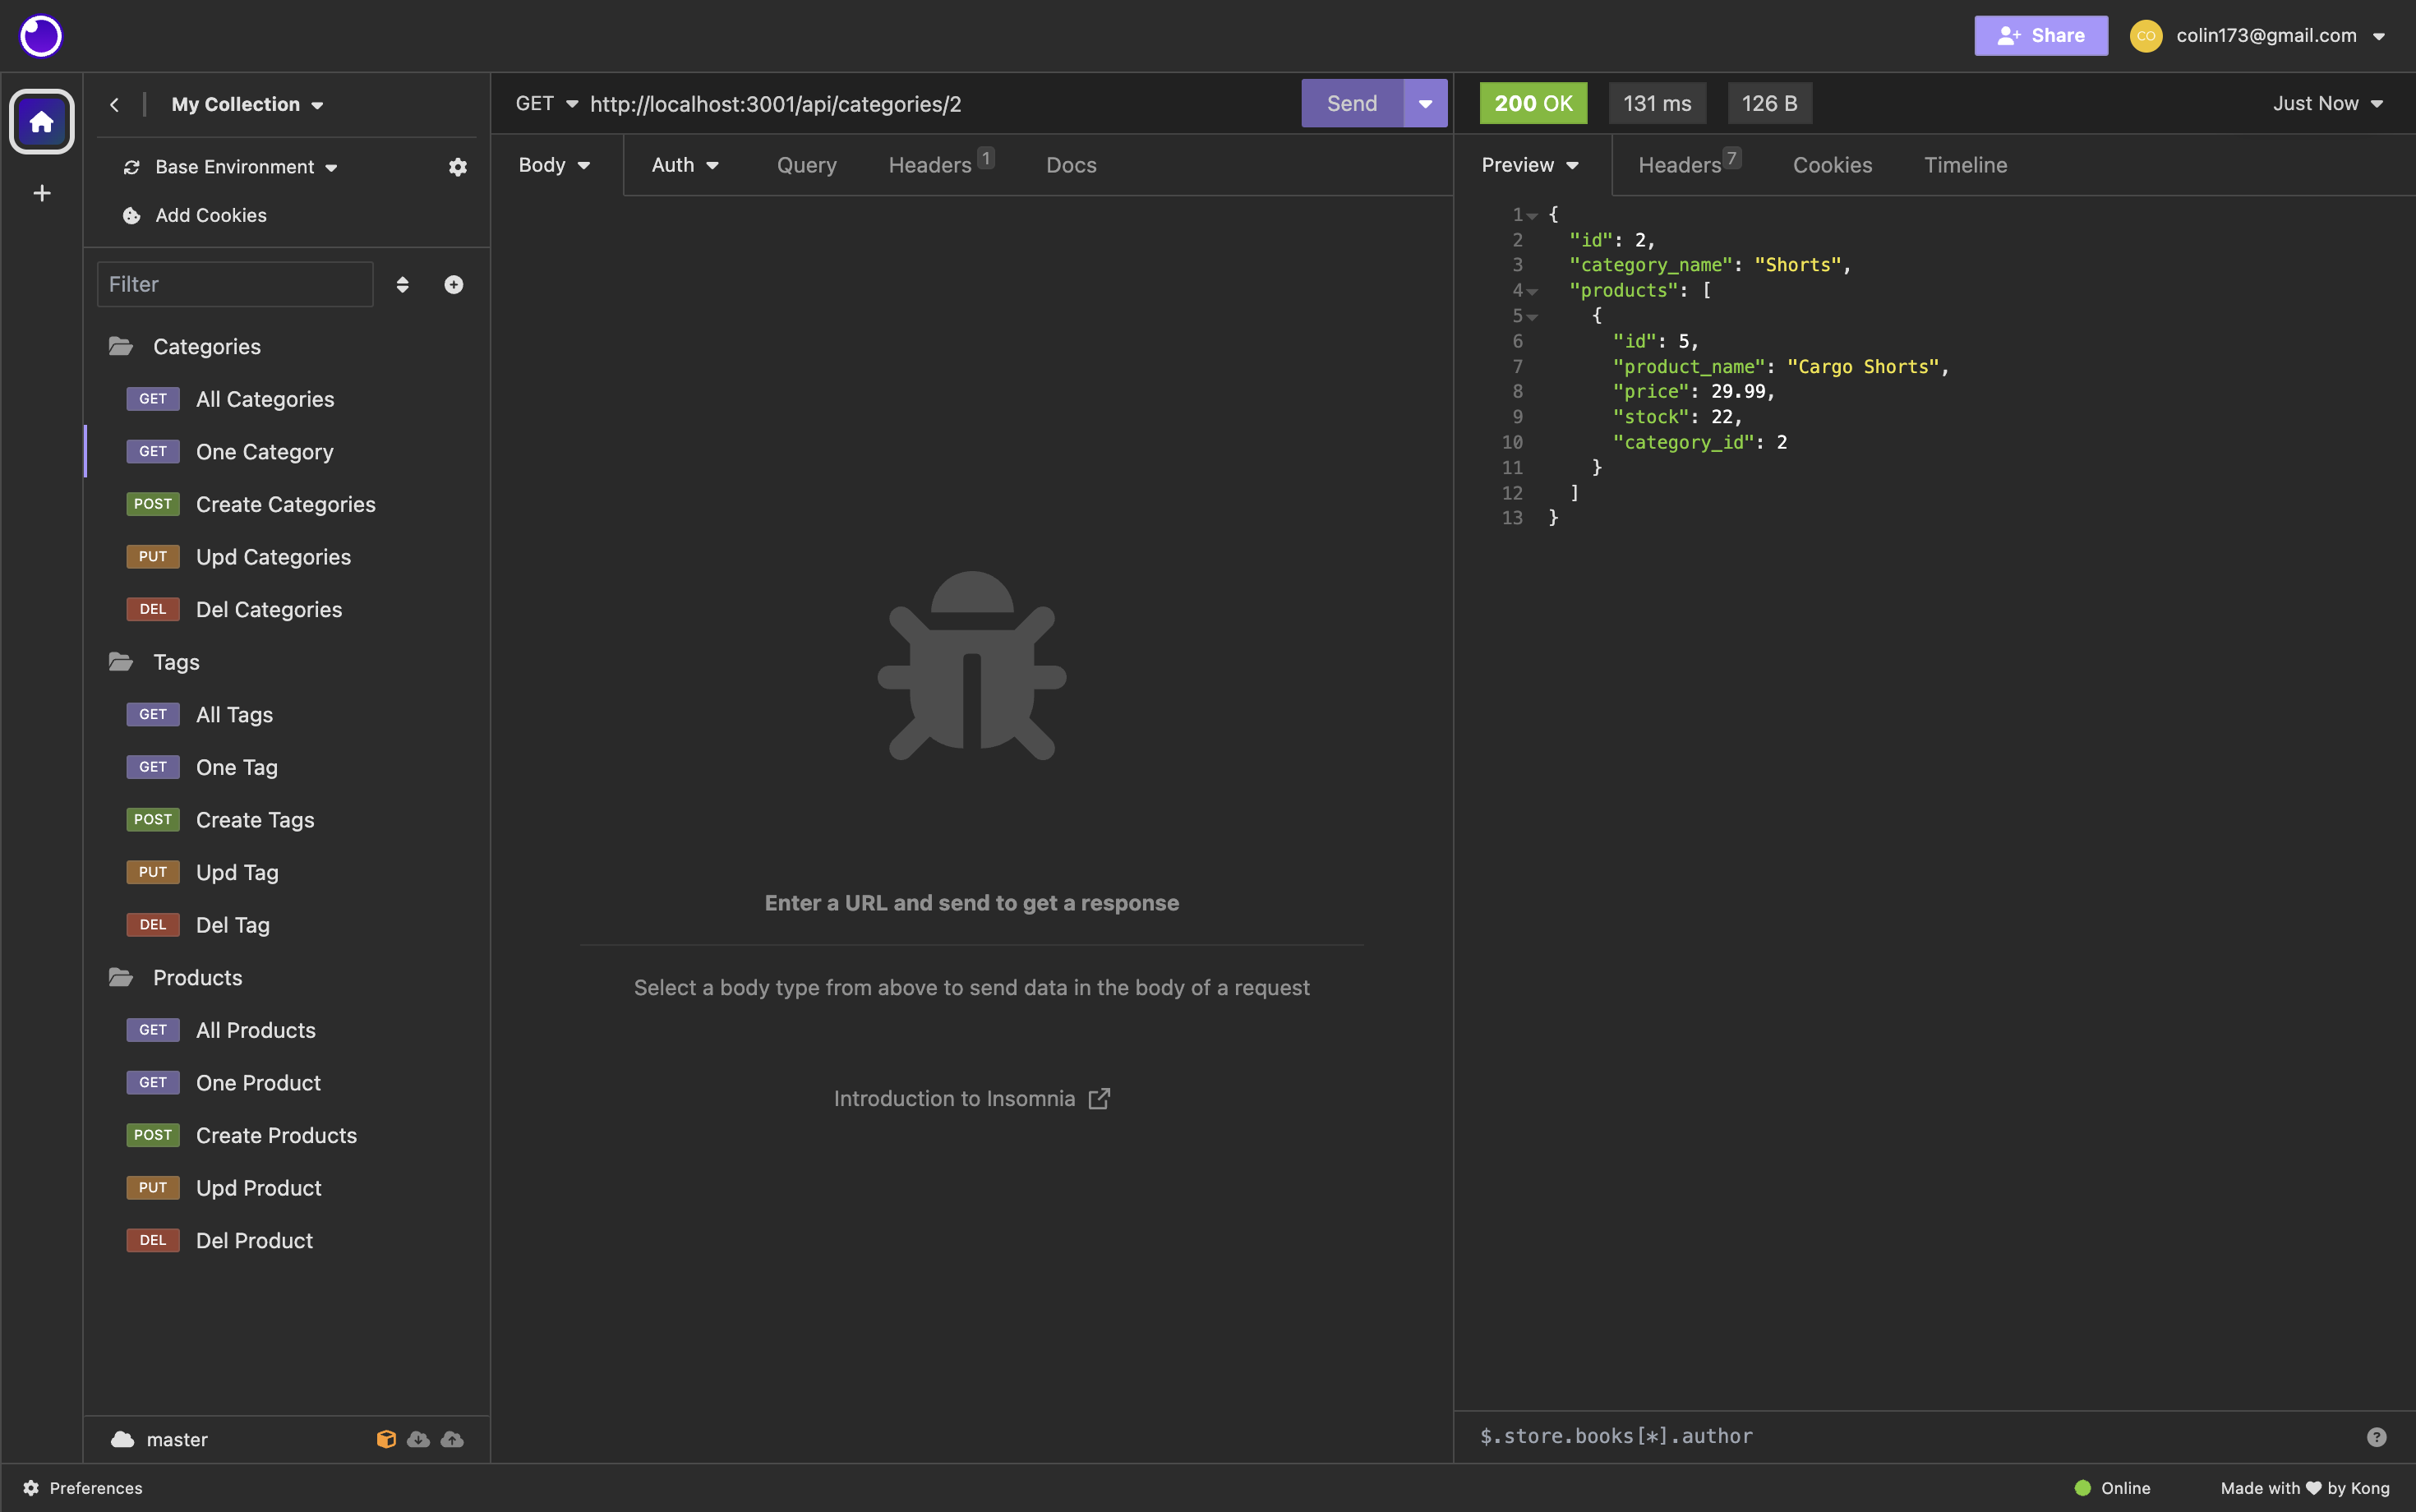 Share
CO
colin173@gmail.com
My Collection
Base Environment
Add Cookies
Filter
Categories
GET All Categories
GET One Category
POST Create Categories
PUT Upd Categories
DEL Del Categories
Tags
GET All Tags
GET One Tag
POST Create Tags
PUT Upd Tag
DEL Del Tag
Products
GET All Products
GET One Product
POST Create Products
PUT Upd Product
DEL Del Product
master
GET http://localhost:3001/api/categories/2
Send
Body Auth Query Headers 1 Docs
Enter a URL and send to get a response
Select a body type from above to send data in the body of a request
Introduction to Insomnia
200 OK 131 ms 126 B Just Now
Preview Headers 7 Cookies Timeline
1 {
2 "id": 2,
3 "category_name": "Shorts",
4 "products": [
5 {
6 "id": 5,
7 "product_name": "Cargo Shorts",
8 "price": 29.99,
9 "stock": 22,
10 "category_id": 2
11 }
12 ]
13 }
$.store.books[*].author
?
Preferences
Online
Made with ♥ by Kong